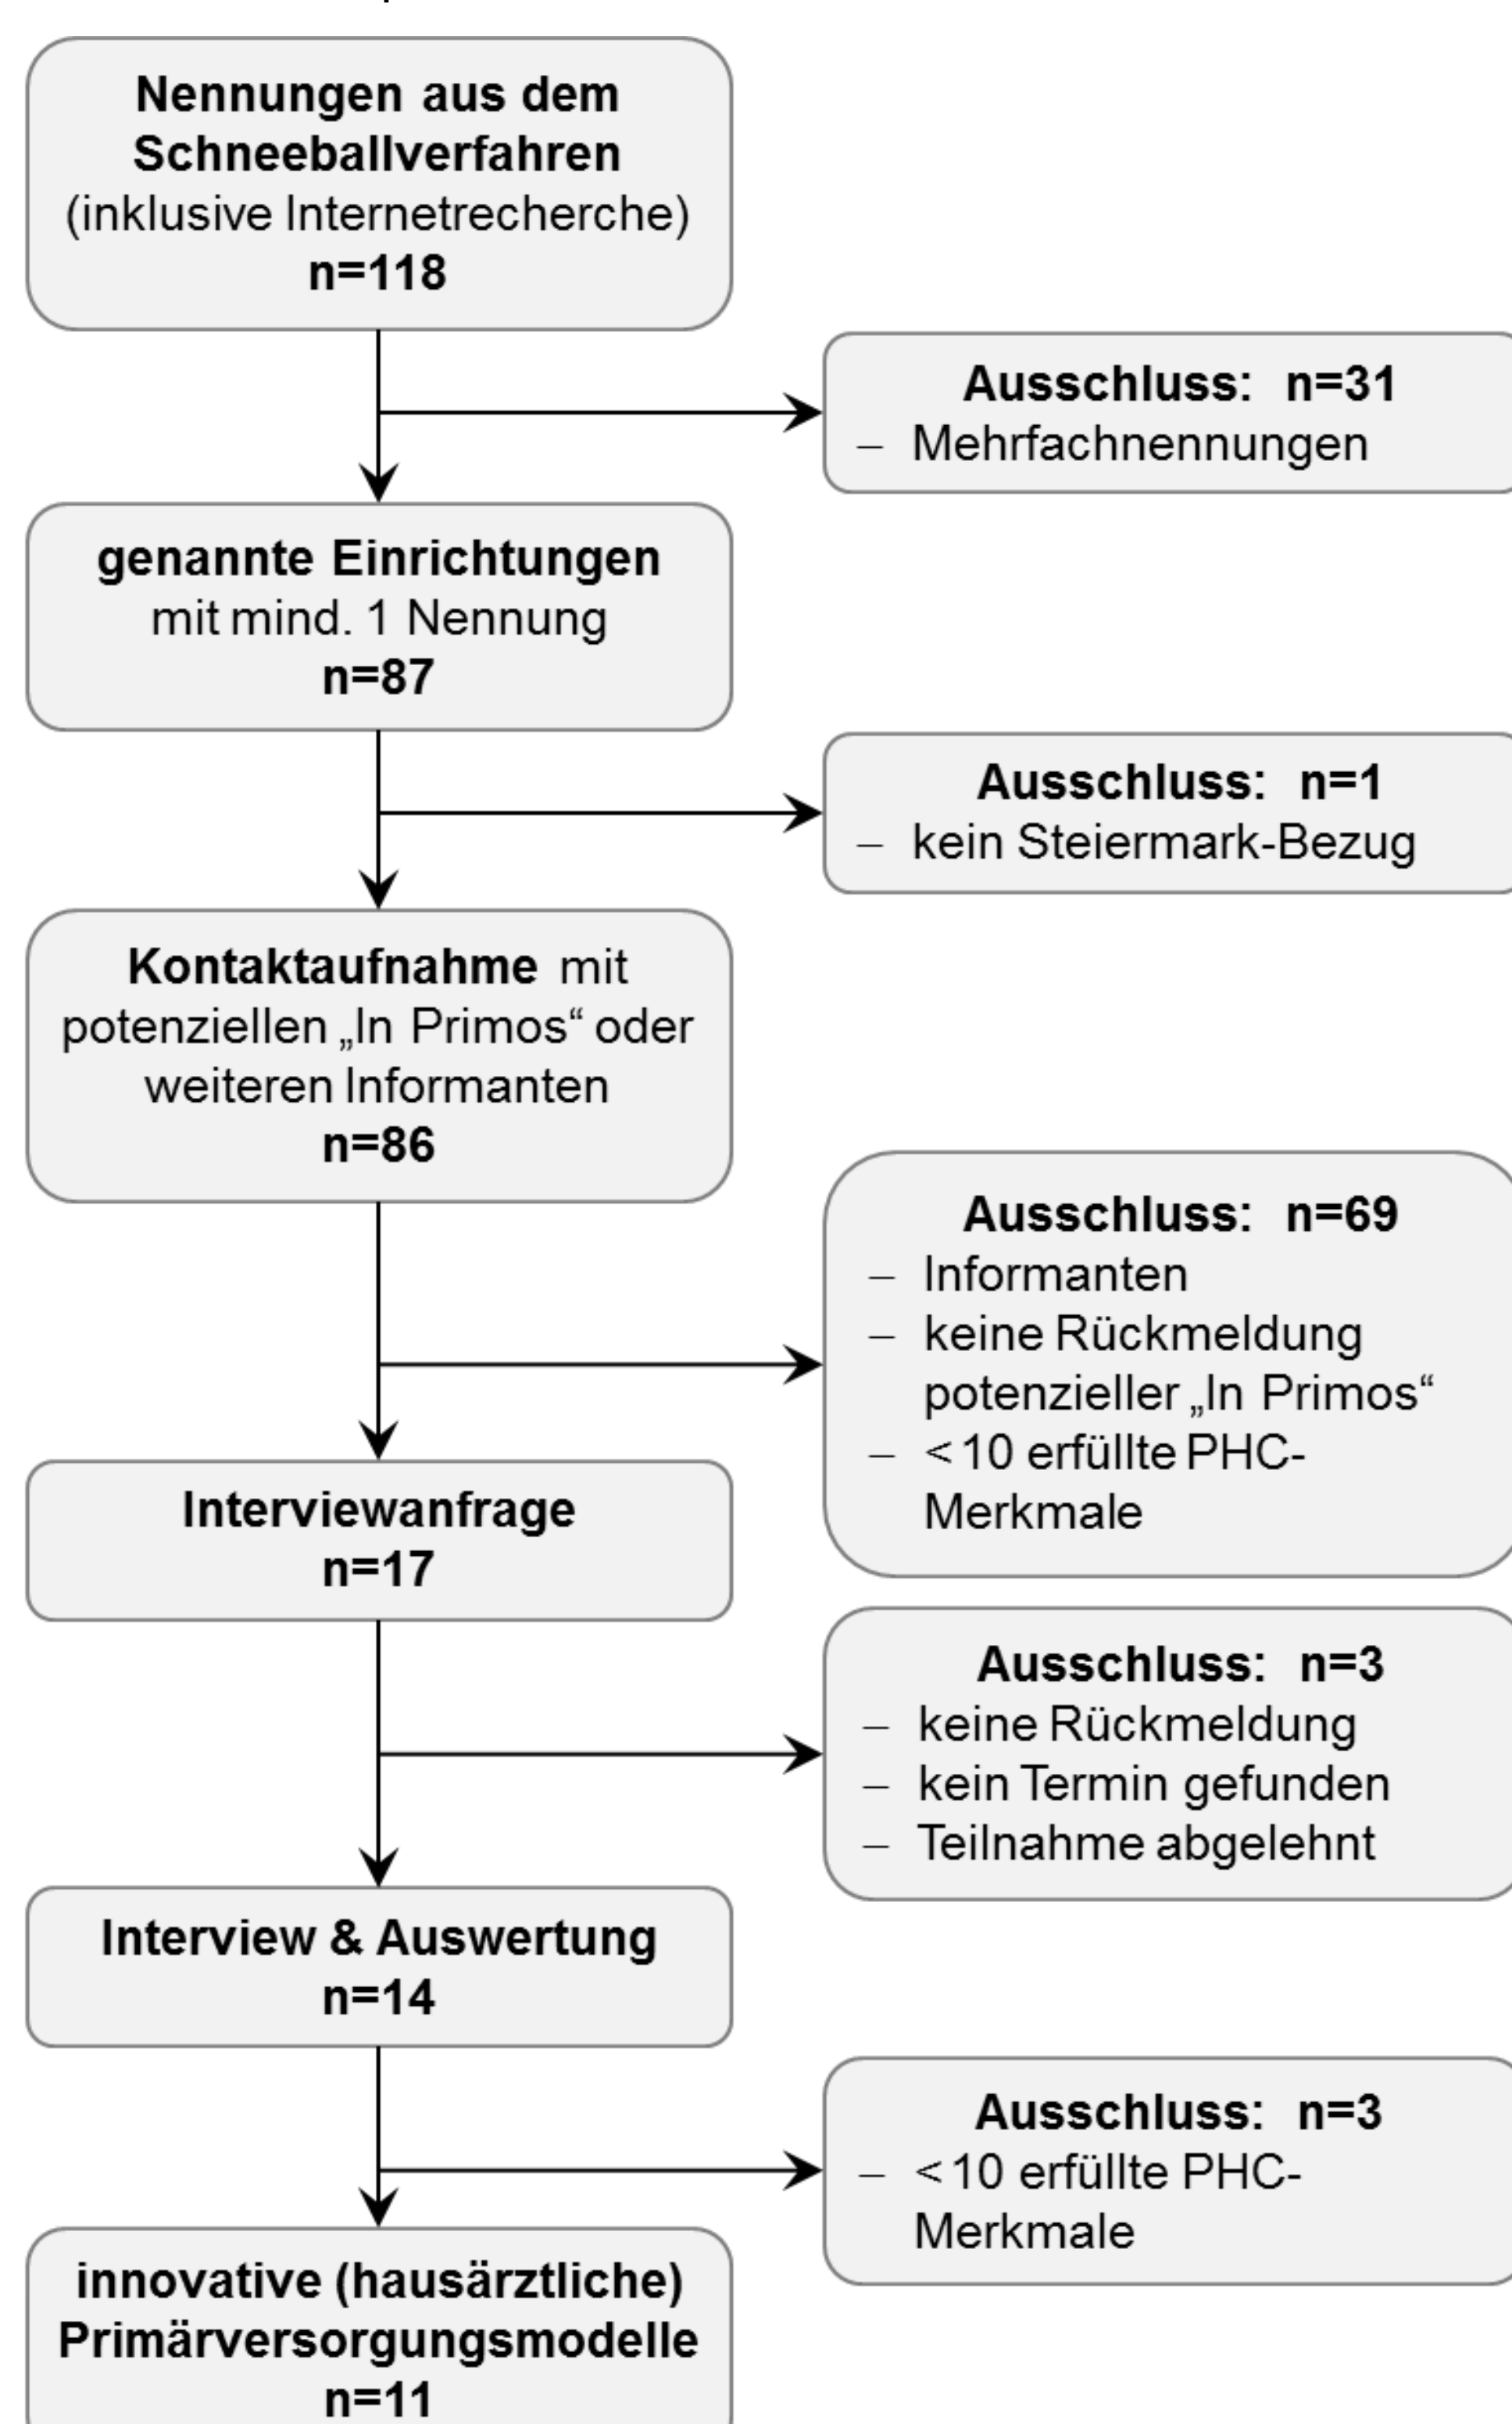 Nennungen aus dem
Schneeballverfahren
(inklusive Internetrecherche)
n=118
Ausschluss: n=31
– Mehrfachnennungen
genannte Einrichtungen
mit mind. 1 Nennung
n=87
Ausschluss: n=1
– kein Steiermark-Bezug
Kontaktaufnahme mit
potenziellen „In Primos“ oder
weiteren Informanten
n=86
Ausschluss: n=69
– Informanten
– keine Rückmeldung
potenzieller „In Primos“
– <10 erfüllte PHC-
Merkmale
Interviewanfrage
n=17
Ausschluss: n=3
– keine Rückmeldung
– kein Termin gefunden
– Teilnahme abgelehnt
Interview & Auswertung
n=14
Ausschluss: n=3
– <10 erfüllte PHC-
Merkmale
innovative (hausärztliche)
Primärversorgungsmodelle
n=11